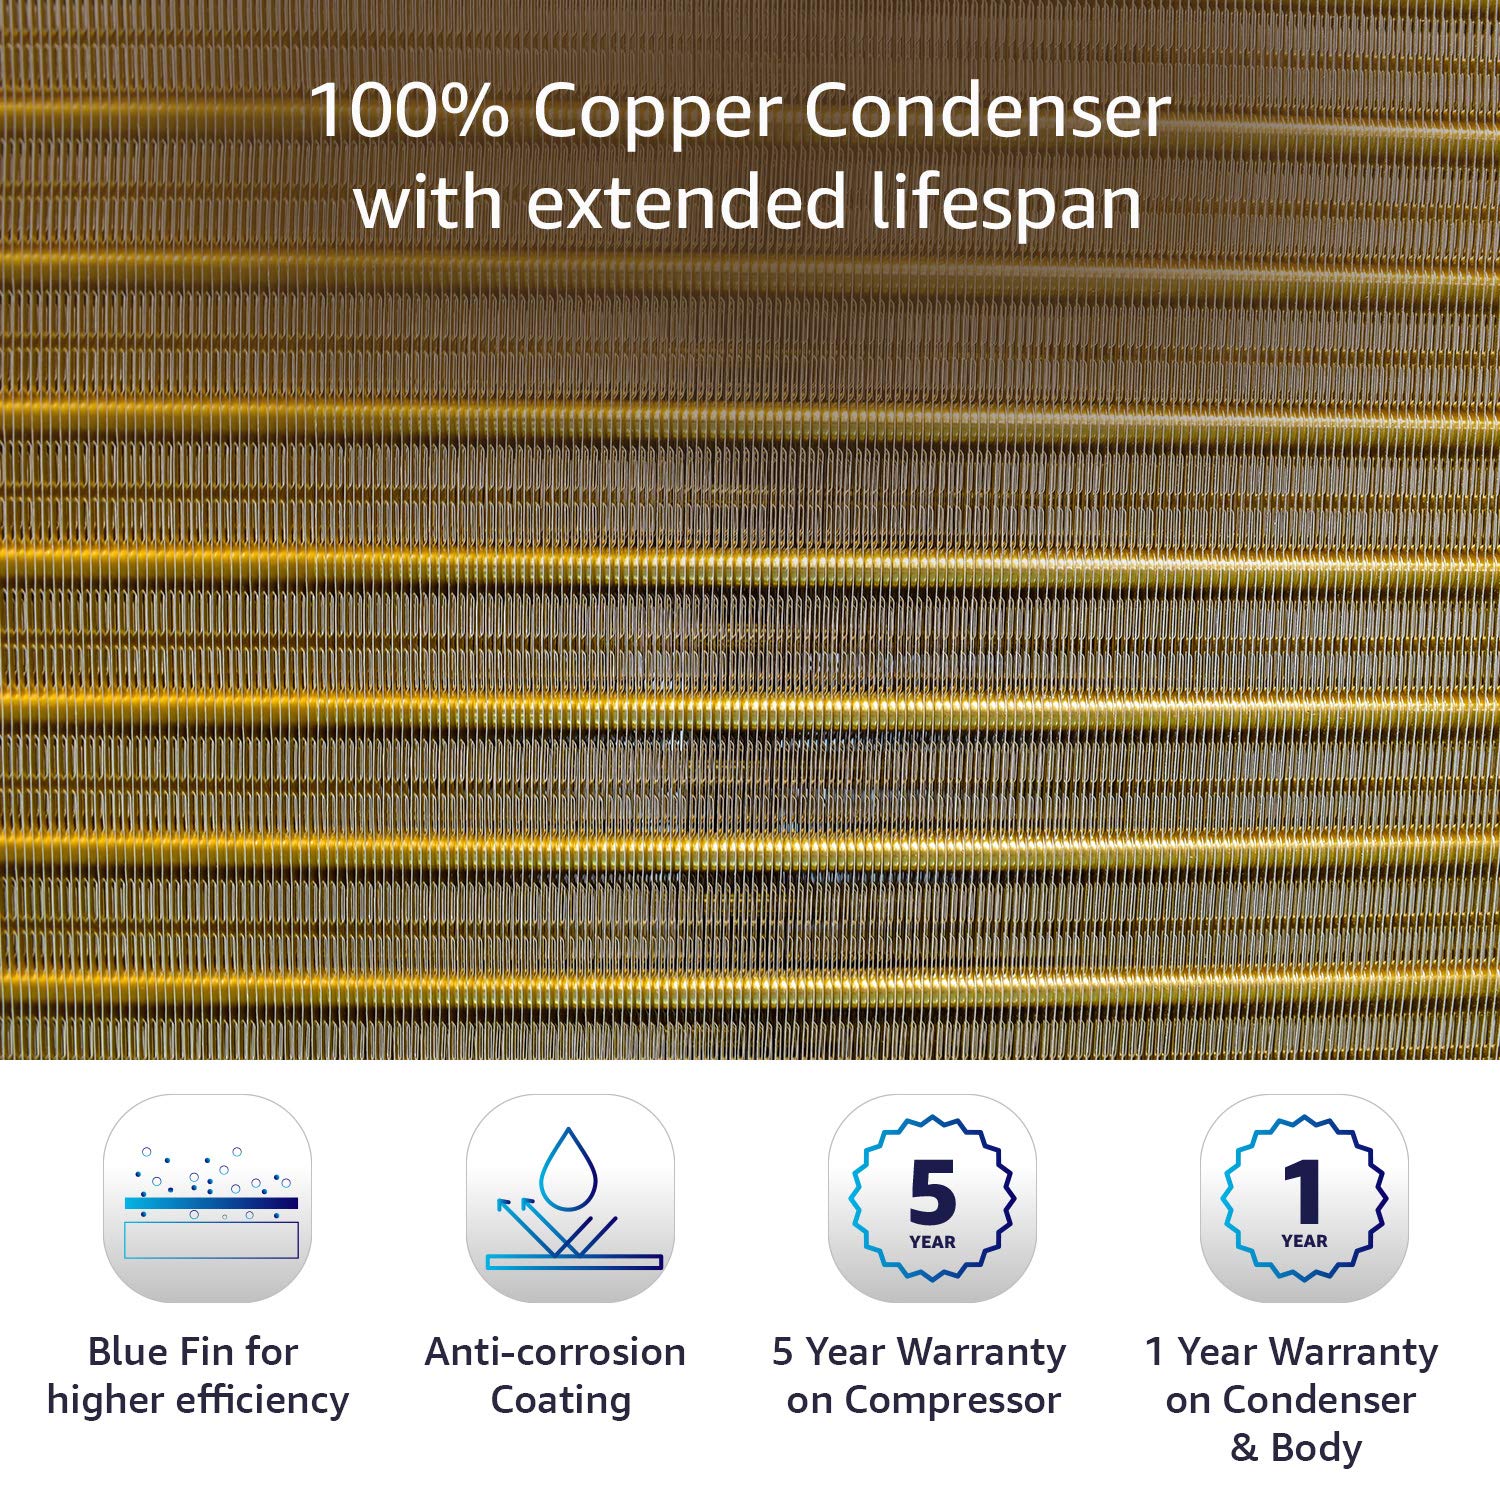 100% Copper Condenser
with extended lifespan
5
YEAR
1
YEAR
Blue Fin for
higher efficiency
Anti-corrosion
Coating
5 Year Warranty
on Compressor
1 Year Warranty
on Condenser
& Body